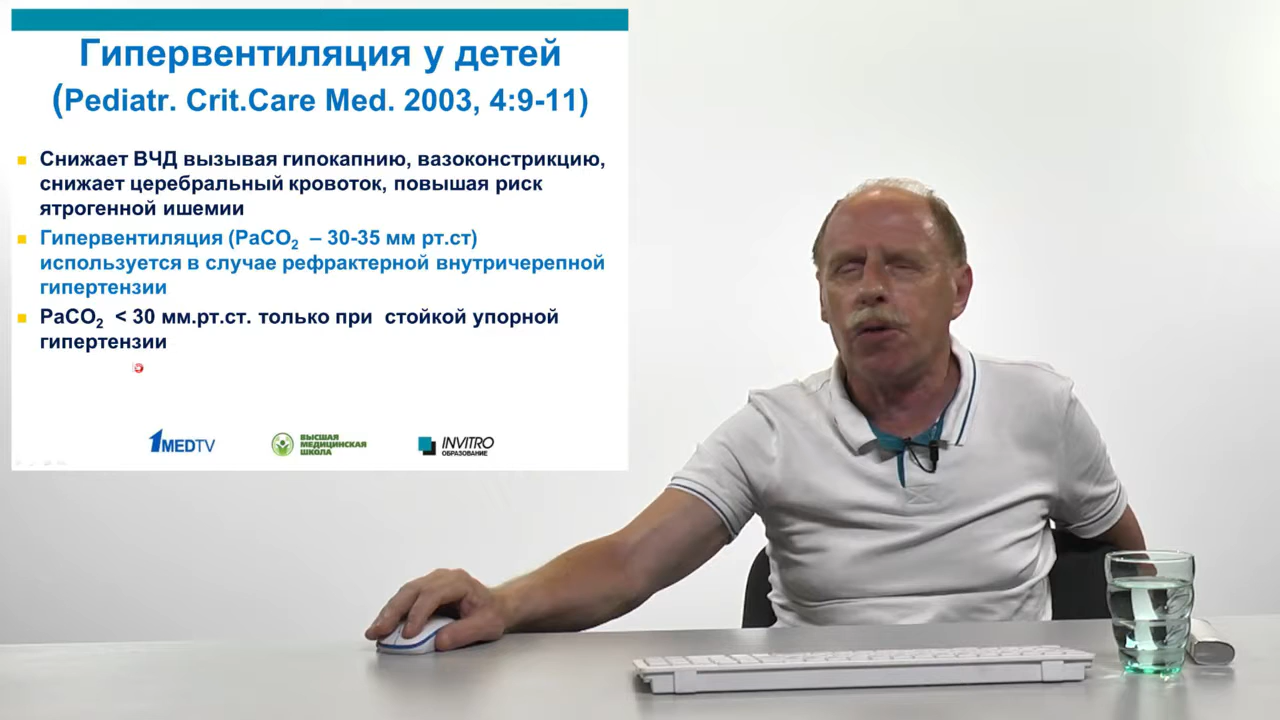 Гипервентиляция у детей
(Pediatr. Crit.Care Med. 2003, 4:9-11)
Снижает ВЧД вызывая гипокапнию, вазоконстрикцию,
снижает церебральный кровоток, повышая риск
ятрогенной ишемии
Гипервентиляция (PaCO₂ – 30-35 мм рт.ст)
используется в случае рефрактерной внутричерепной
гипертензии
PaCO₂ < 30 мм.рт.ст. только при стойкой упорной
гипертензии
1MEDTV
ВЫСШАЯ
МЕДИЦИНСКАЯ
ШКОЛА
INVITRO
ОБРАЗОВАНИЕ